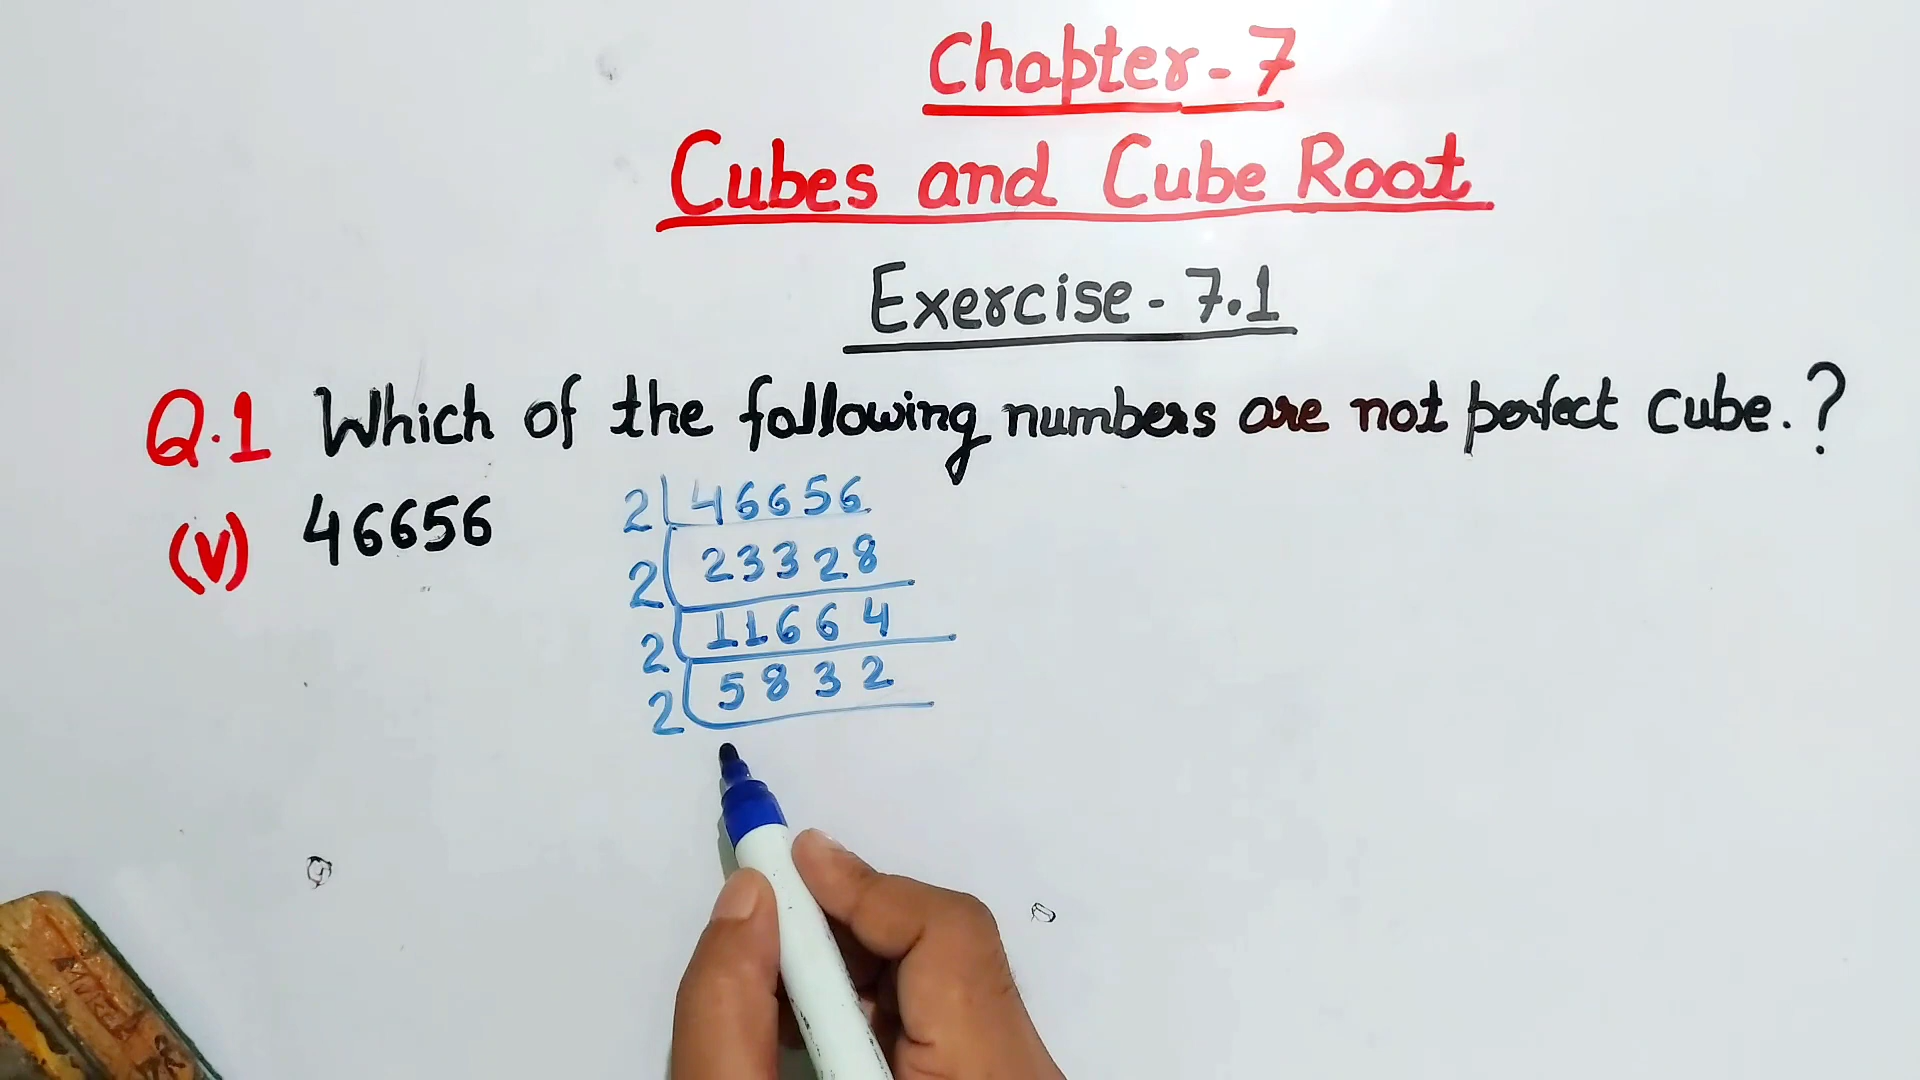 Chapter - 7
Cubes and Cube Root
Exercise - 7.1
Q.1 Which of the following numbers are not perfect cube.?
(V) 46656
2 46656
2 23328
2 11664
2 5832